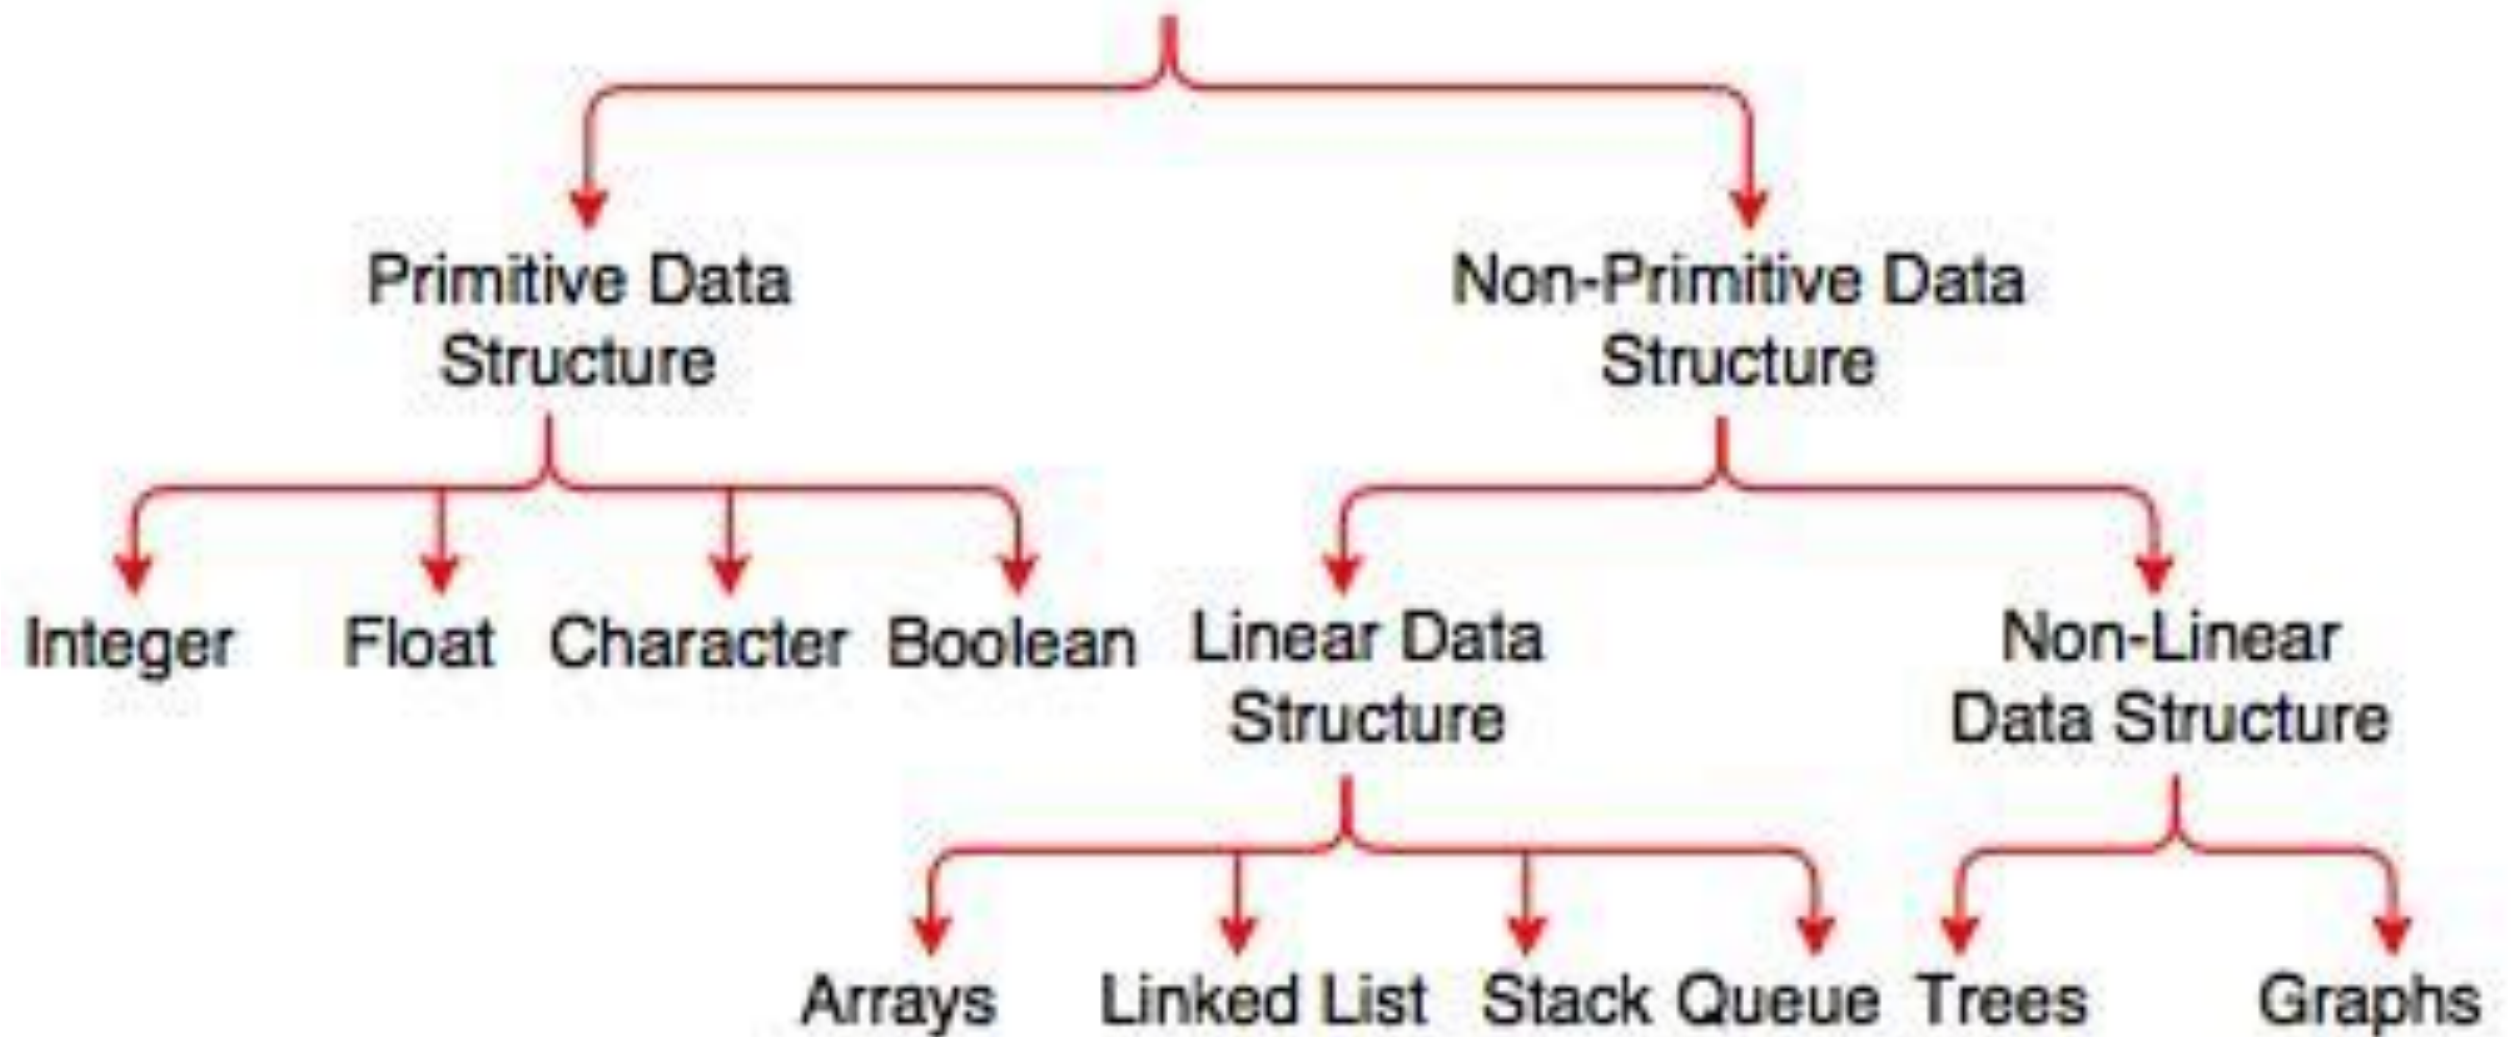 Primitive Data
Structure
Non-Primitive Data
Structure
Integer
Float
Character
Boolean
Linear Data
Structure
Non-Linear
Data Structure
Arrays
Linked List
Stack
Queue
Trees
Graphs